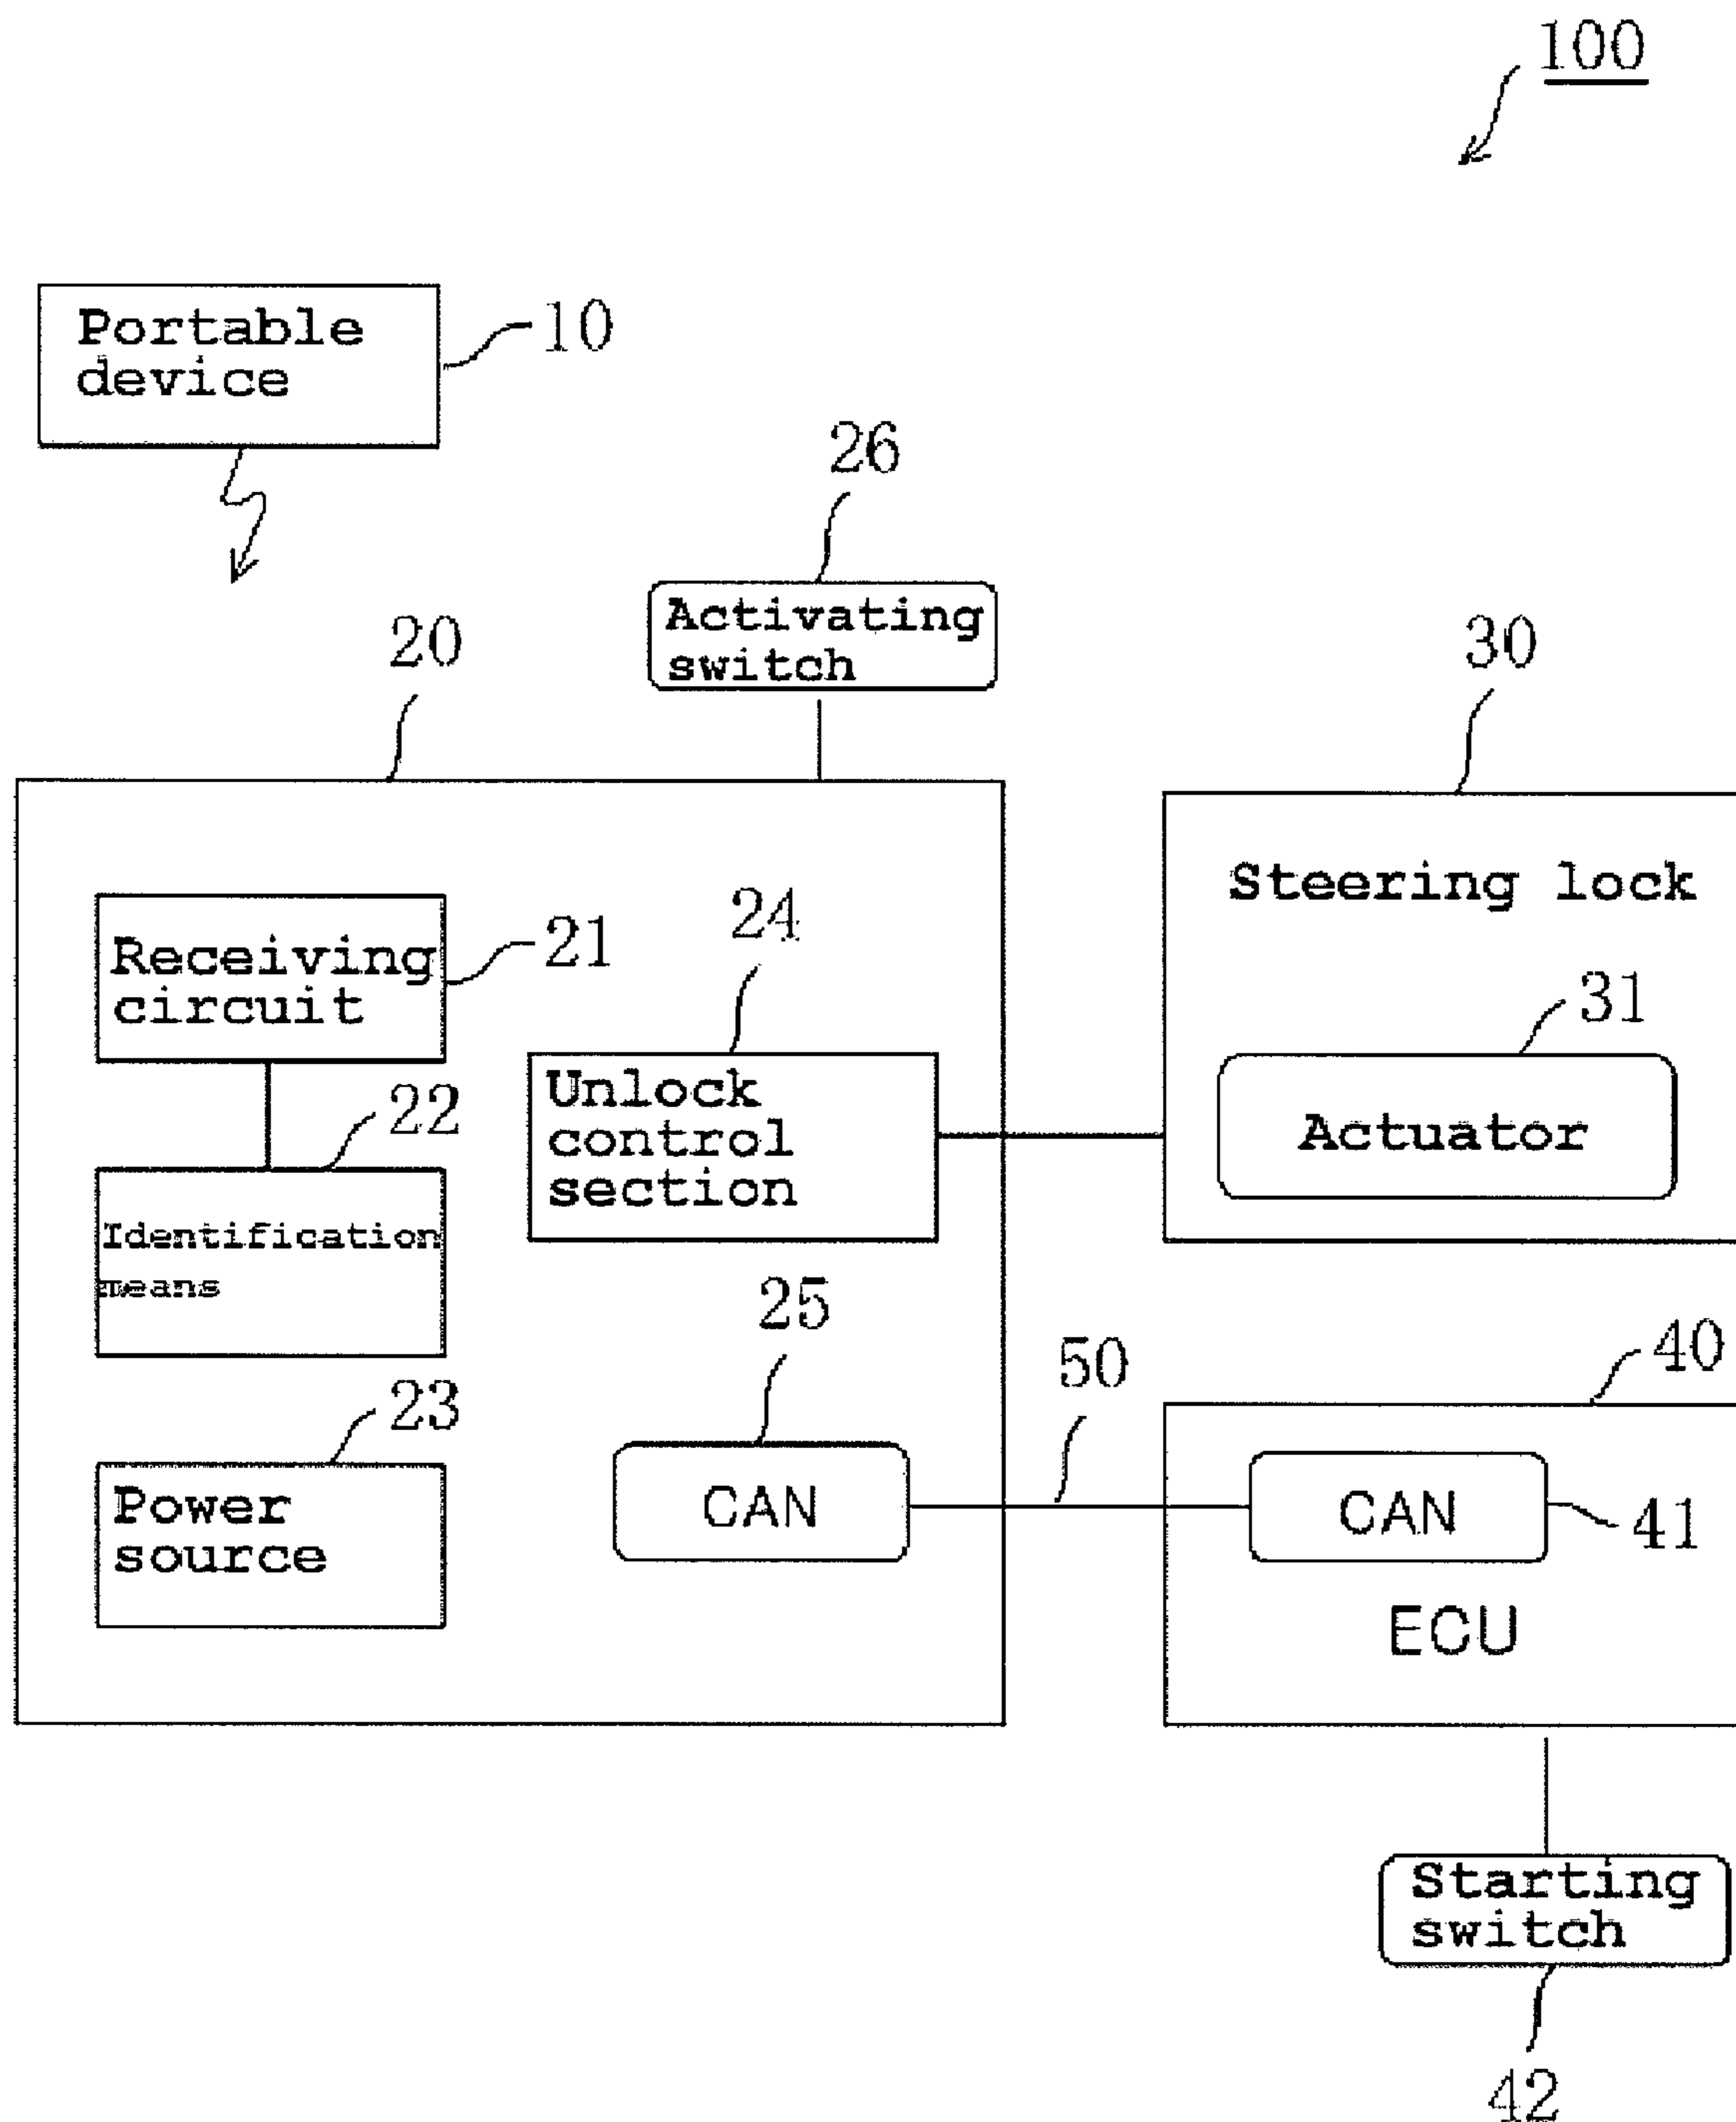 100
Portable
device
10
26
Activating
switch
20
30
Steering lock
Receiving
circuit
21
24
31
Unlock
control
section
Actuator
22
Identification
means
25
50
40
23
Power
source
CAN
CAN
41
ECU
Starting
switch
42